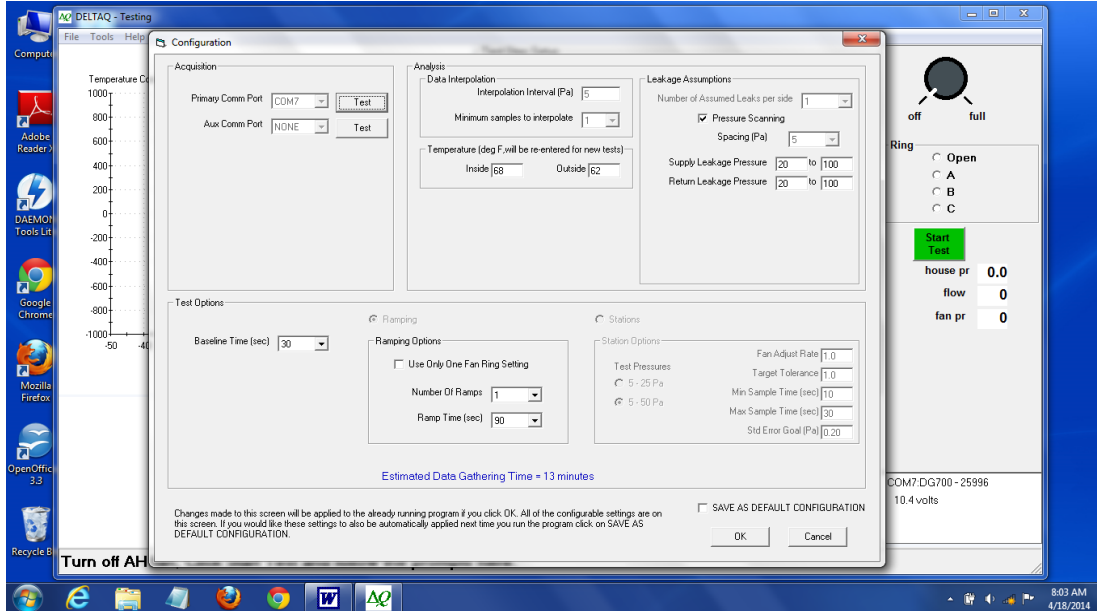 Computer
Adobe
Reader X
DAEMON
Tools Lit
Google
Chrome
Mozilla
Firefox
OpenOffic
3.3
Recycle B
DELTAQ - Testing
File Tools Help
Temperature Co
1000
800
600
400
200
0
-200
-400
-600
-800
-1000
-50 -40
Configuration
Acquisition
Primary Comm Port COM7 Test
Aux Comm Port NONE Test
Analysis
Data Interpolation
Interpolation Interval (Pa) 5
Minimum samples to interpolate 1
Temperature (deg F,will be re-entered for new tests)
Inside 68 Outside 62
Leakage Assumptions
Number of Assumed Leaks per side 1
Pressure Scanning
Spacing (Pa) 5
Supply Leakage Pressure 20 to 100
Return Leakage Pressure 20 to 100
Test Options
Baseline Time (sec) 30
Ramping
Ramping Options
Use Only One Fan Ring Setting
Number Of Ramps 1
Ramp Time (sec) 90
Stations
Station Options
Test Pressures
5 - 25 Pa
5 - 50 Pa
Fan Adjust Rate 1.0
Target Tolerance 1.0
Min Sample Time (sec) 10
Max Sample Time (sec) 30
Std Error Goal (Pa) 0.20
Estimated Data Gathering Time = 13 minutes
Changes made to this screen will be applied to the already running program if you click OK. All of the configurable settings are on
this screen. If you would like these settings to also be automatically applied next time you run the program click on SAVE AS
DEFAULT CONFIGURATION.
SAVE AS DEFAULT CONFIGURATION
OK Cancel
off full
Ring
Open
A
B
C
Start
Test
house pr 0.0
flow 0
fan pr 0
COM7:DG700 - 25996
10.4 volts
Turn off AH
8:03 AM
4/18/2014